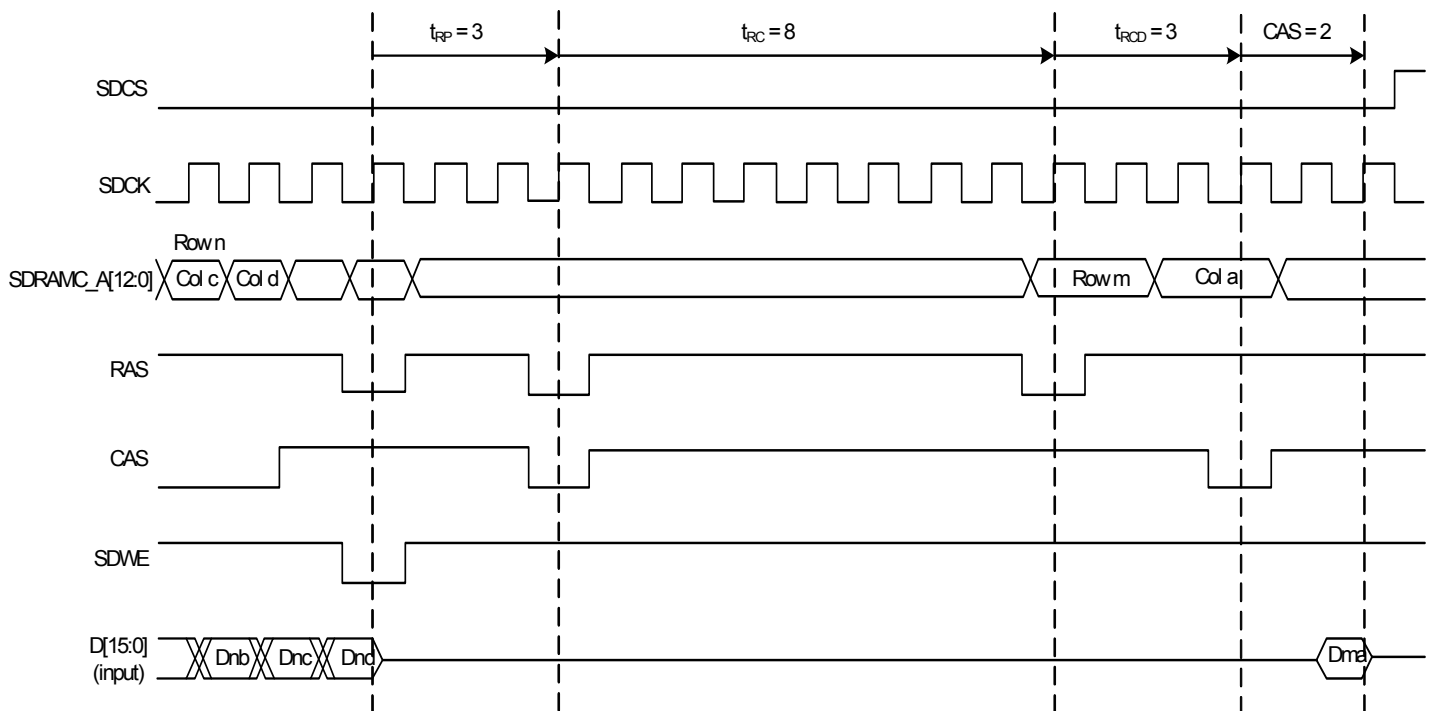 tRP = 3
tRC = 8
tRCD = 3
CAS = 2
SDCS
SDCK
Row n
SDRAMC_A[12:0]
Col c
Col d
Row m
Col a
RAS
CAS
SDWE
D[15:0]
(input)
Dnb
Dnc
Dnd
Dma